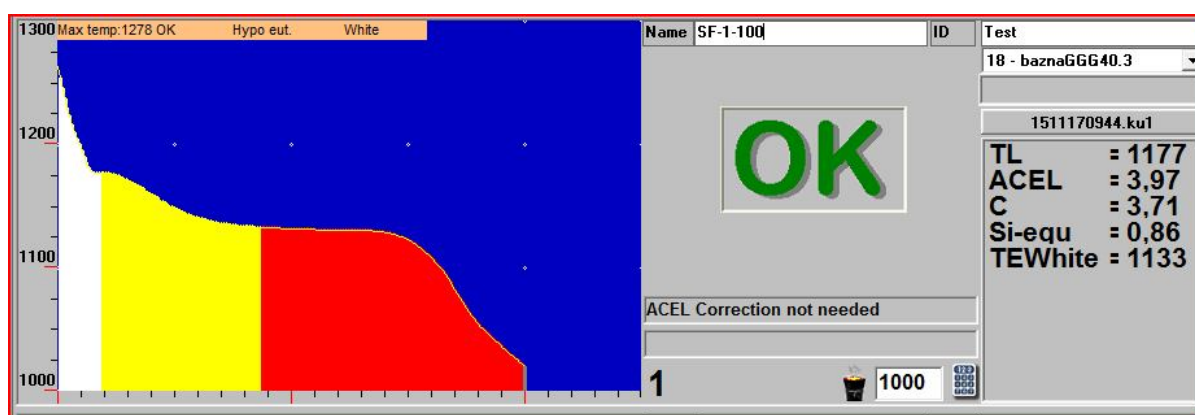 1300
Max temp:1278 OK Hypo eut. White
1200
1100
1000
Name SF-1-100 ID Test
18 - baznaGGG40.3
OK
1511170944.ku1
TL = 1177
ACEL = 3,97
C = 3,71
Si-equ = 0,86
TEWhite = 1133
ACEL Correction not needed
1 1000